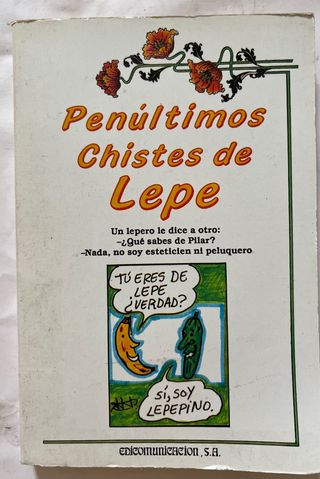 Penúltimos
Chistes de
Lepe
Un lepero le dice a otro:
–¿Qué sabes de Pilar?
–Nada, no soy esteticien ni peluquero
TÚ ERES DE
LEPE
¿VERDAD?
SÍ, SOY
LEPEPINO.
EDICOMUNICACION, S.A.